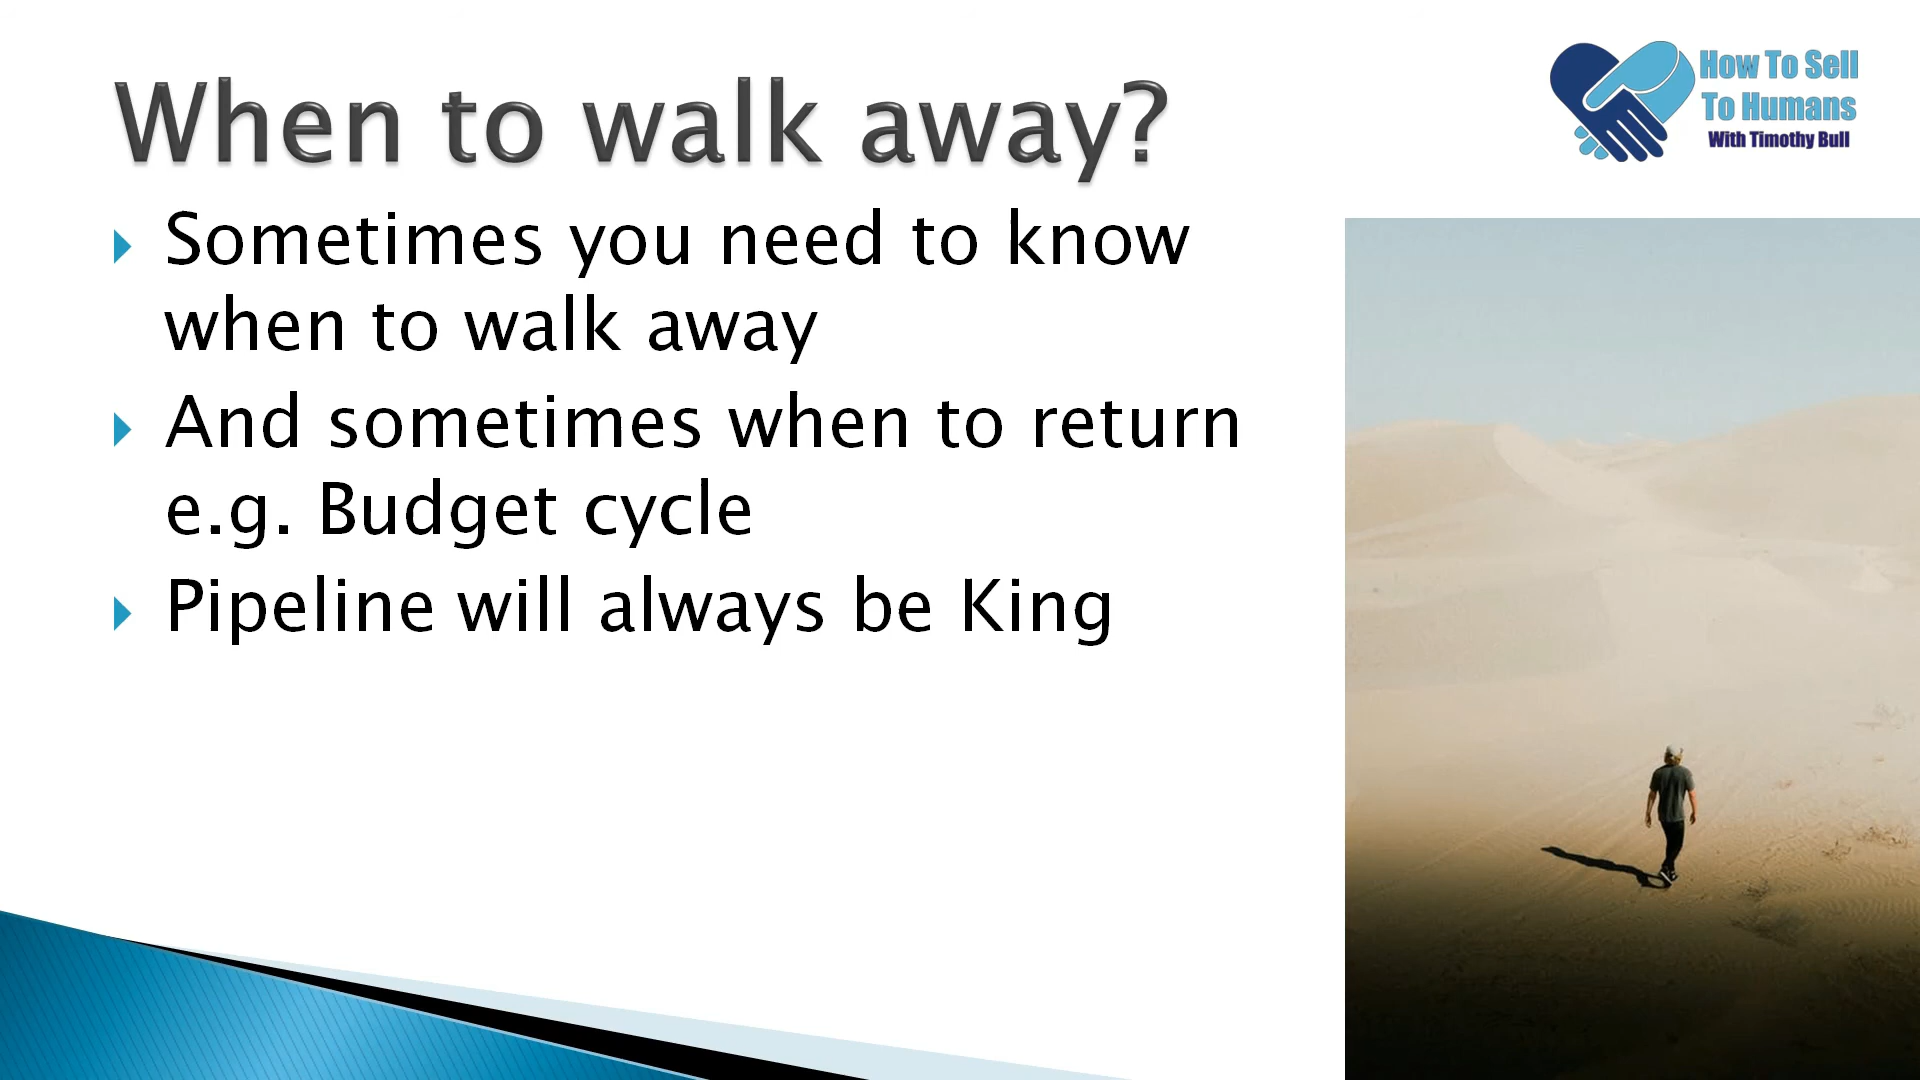 When to walk away?
How To Sell
To Humans
With Timothy Bull
Sometimes you need to know
when to walk away
And sometimes when to return
e.g. Budget cycle
Pipeline will always be King